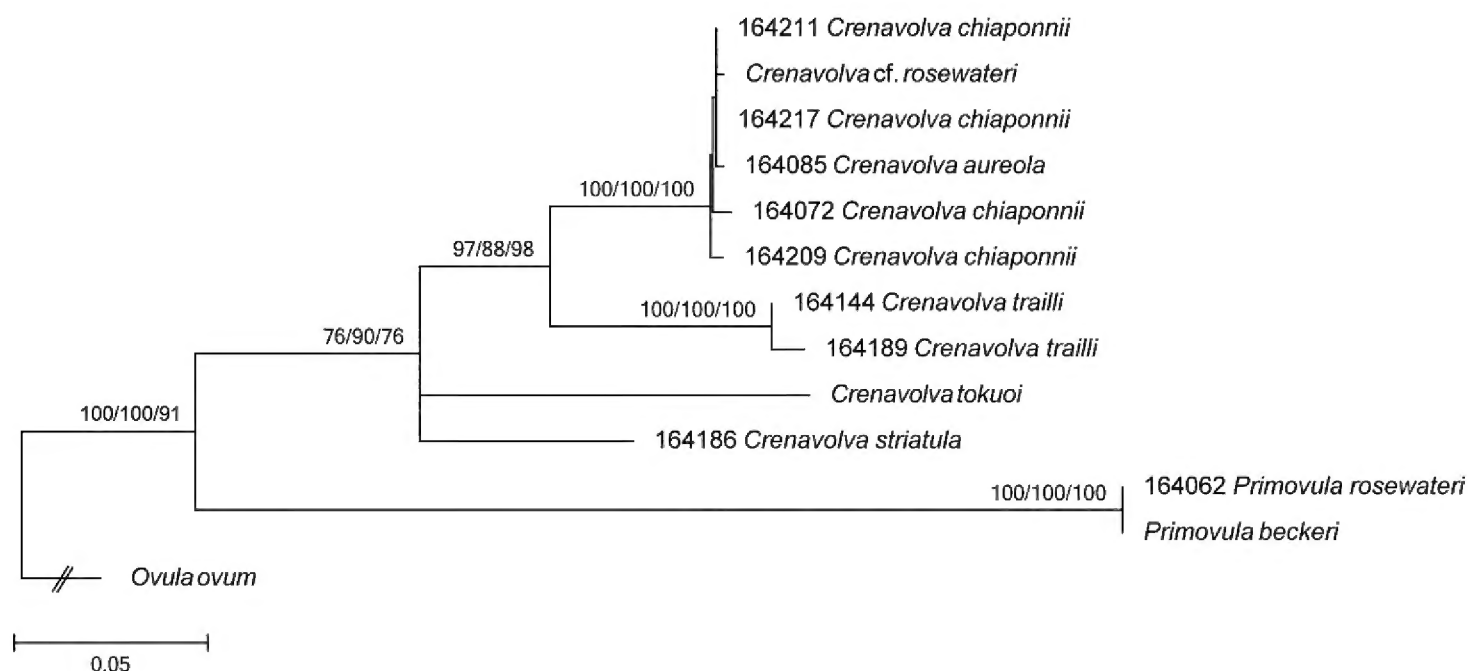 164211 Crenavolva chiaponnii
Crenavolva cf. rosewateri
164217 Crenavolva chiaponnii
164085 Crenavolva aureola
100/100/100
164072 Crenavolva chiaponnii
97/88/98
164209 Crenavolva chiaponnii
100/100/100
164144 Crenavolva trailli
76/90/76
164189 Crenavolva trailli
Crenavolva tokuoi
100/100/91
164186 Crenavolva striatula
100/100/100
164062 Primovula rosewateri
Primovula beckeri
Ovula ovum
0.05